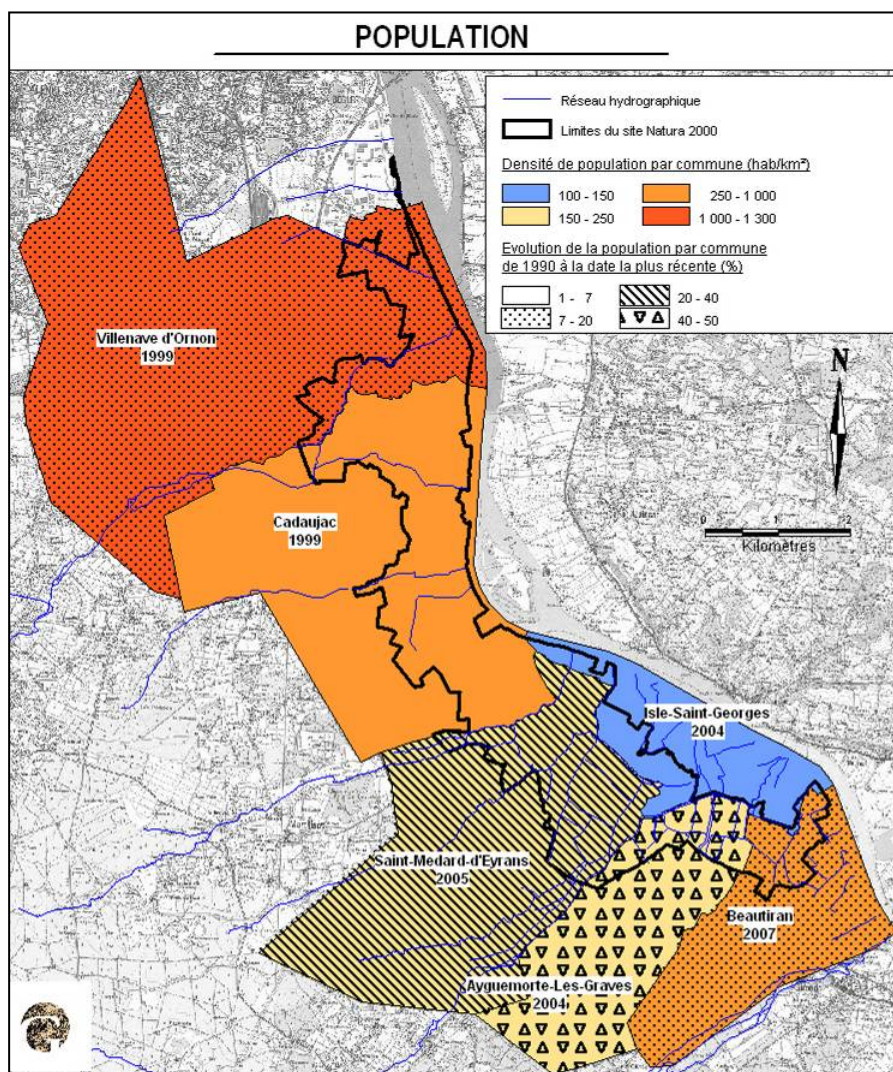 POPULATION
Réseau hydrographique
Limites du site Natura 2000
Densité de population par commune (hab/km²)
100 - 150
250 - 1 000
150 - 250
1 000 - 1 300
Evolution de la population par commune
de 1990 à la date la plus récente (%)
1 - 7
20 - 40
7 - 20
40 - 50
Villenave d'Ornon
1999
N
0 1 2
Kilomètres
Cadaujac
1999
Isle-Saint-Georges
2004
Saint-Medard-d'Eyrans
2005
Beautiran
2007
Ayguemorte-Les-Graves
2004